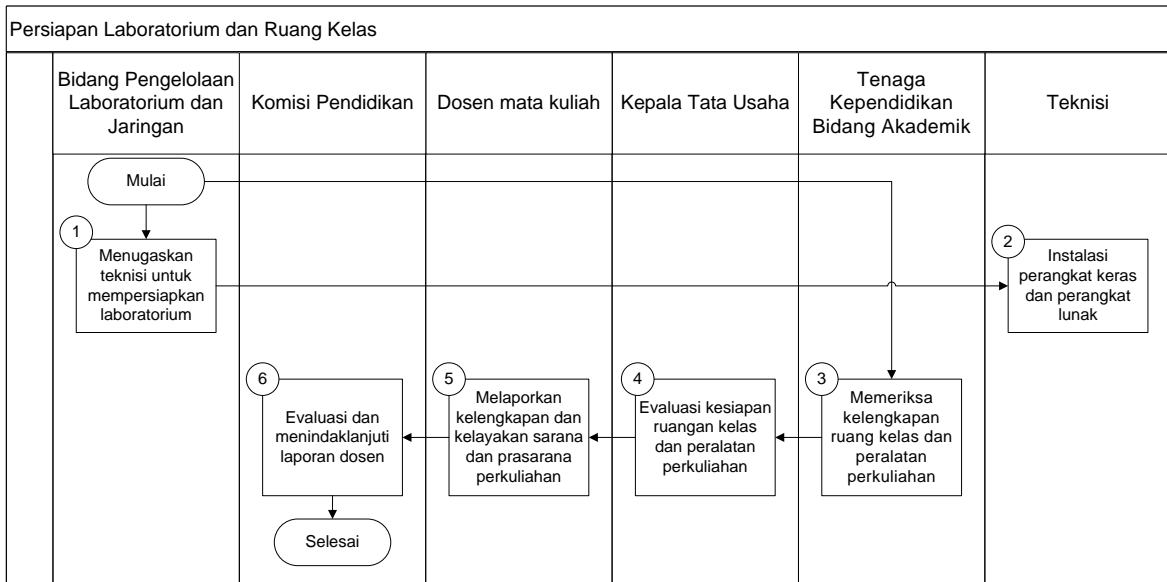 Persiapan Laboratorium dan Ruang Kelas
Bidang Pengelolaan
Laboratorium dan
Jaringan
Komisi Pendidikan
Dosen mata kuliah
Kepala Tata Usaha
Tenaga
Kependidikan
Bidang Akademik
Teknisi
Mulai
1
Menugaskan
teknisi untuk
mempersiapkan
laboratorium
2
Instalasi
perangkat keras
dan perangkat
lunak
6
Evaluasi dan
menindaklanjuti
laporan dosen
5
Melaporkan
kelengkapan dan
kelayakan sarana
dan prasarana
perkuliahan
4
Evaluasi kesiapan
ruangan kelas
dan peralatan
perkuliahan
3
Memeriksa
kelengkapan
ruang kelas dan
peralatan
perkuliahan
Selesai